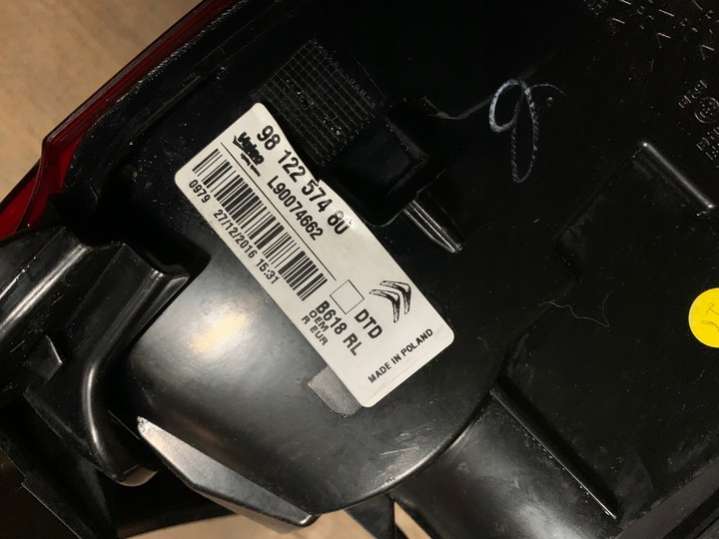 Valeo
98 122 574 80
L90074662
0979 27/12/2016 15:31
DTD
B618 RL
DEM.
R EUR
MADE IN POLAND